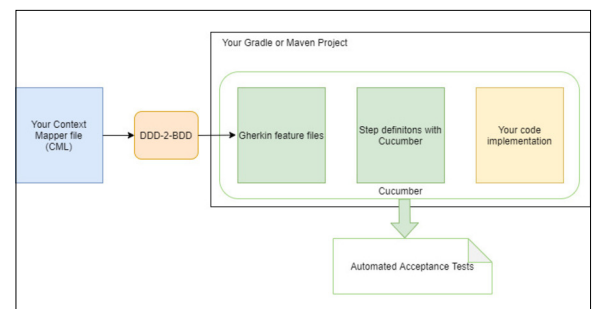 Your Gradle or Maven Project
Your Context
Mapper file
(CML)
DDD-2-BDD
Gherkin feature files
Step definitons with
Cucumber
Your code
implementation
Cucumber
Automated Acceptance Tests